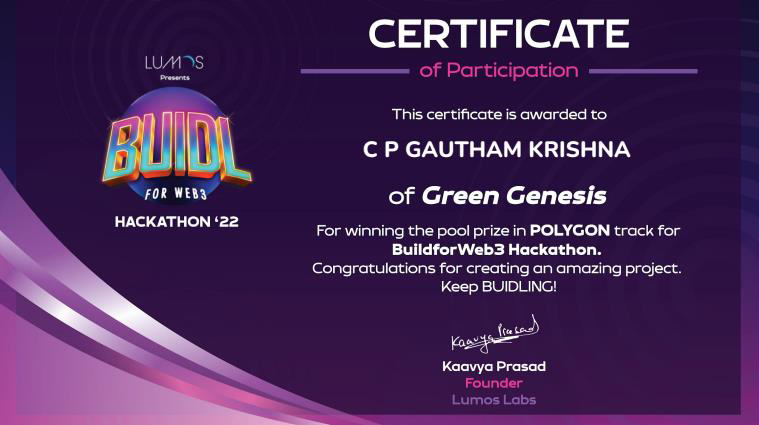 LUMOS
Presents
BUIDL
FOR WEB3
HACKATHON ‘22
CERTIFICATE
of Participation
This certificate is awarded to
C P GAUTHAM KRISHNA
of Green Genesis
For winning the pool prize in POLYGON track for
BuildforWeb3 Hackathon.
Congratulations for creating an amazing project.
Keep BUIDLING!
Kaavya Prasad
Kaavya Prasad
Founder
Lumos Labs